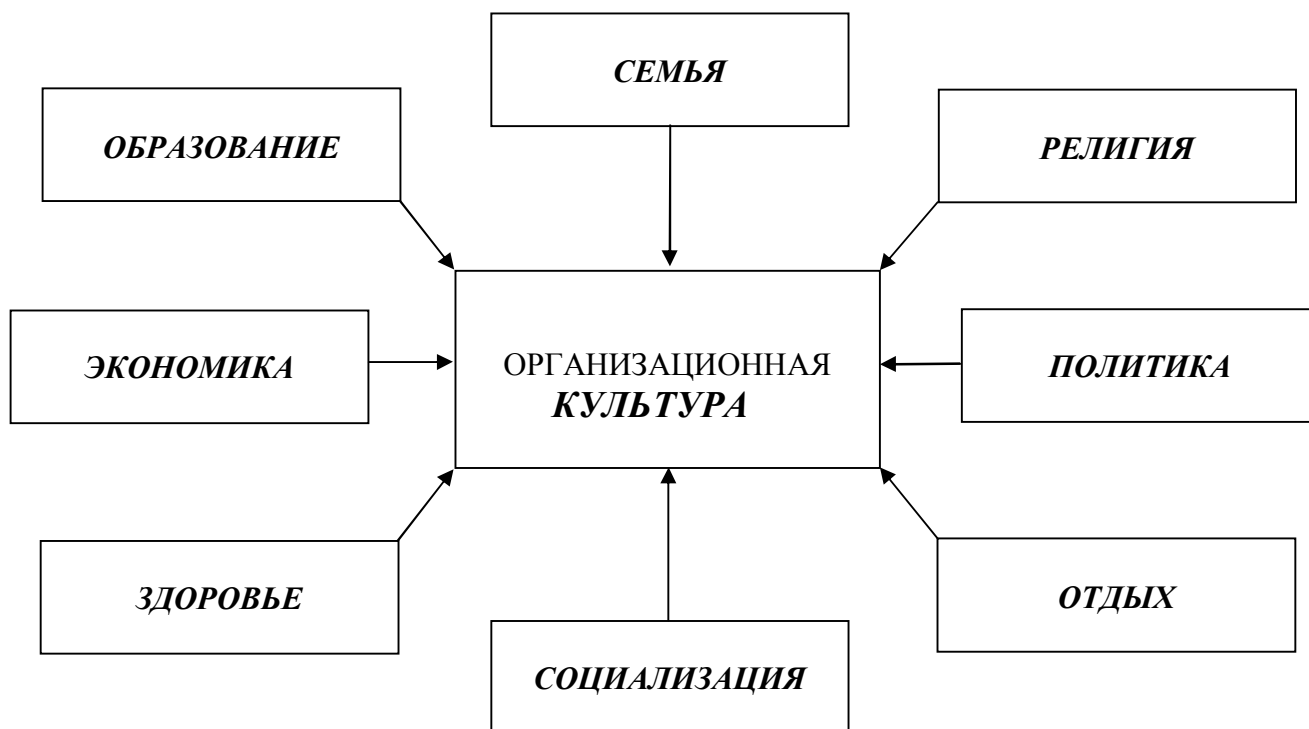 СЕМЬЯ
ОБРАЗОВАНИЕ
РЕЛИГИЯ
ЭКОНОМИКА
ОРГАНИЗАЦИОННАЯ
КУЛЬТУРА
ПОЛИТИКА
ЗДОРОВЬЕ
ОТДЫХ
СОЦИАЛИЗАЦИЯ